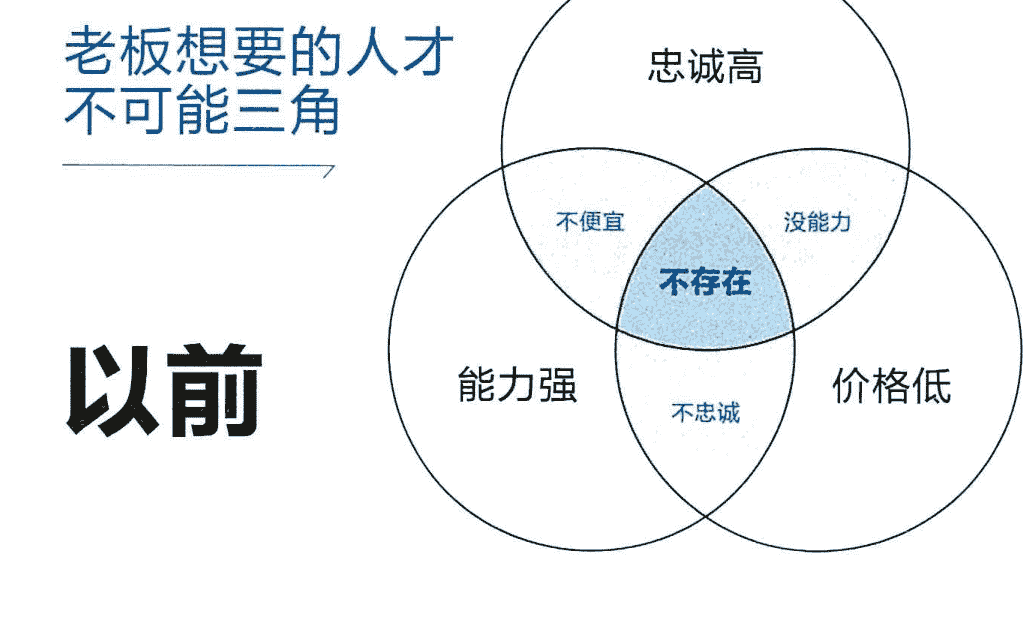 老板想要的人才
不可能三角
以前
忠诚高
不便宜
没能力
不存在
能力强
价格低
不忠诚